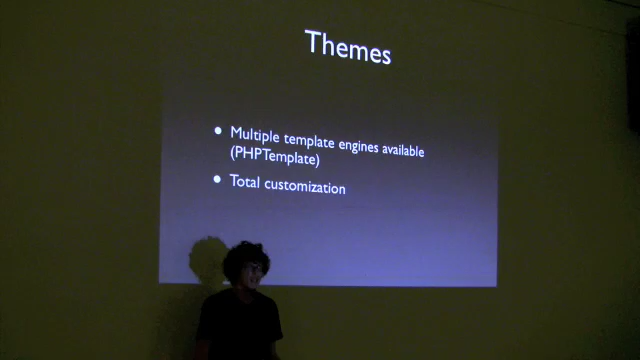 Themes
• Multiple template engines available
(PHPTemplate)
• Total customization